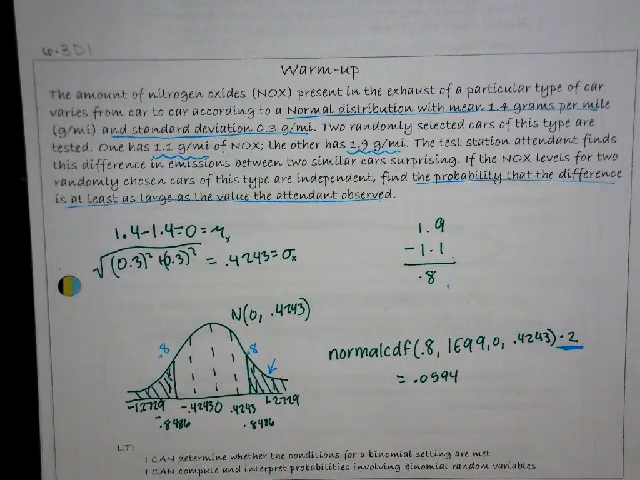 6.3D1
Warm-up
The amount of nitrogen oxides (NOX) present in the exhaust of a particular type of car
varies from car to car according to a Normal distribution with mean 1.4 grams per mile
(g/mi) and standard deviation 0.3 g/mi. Two randomly selected cars of this type are
tested. One has 1.1 g/mi of NOX; the other has 1.9 g/mi. The test station attendant finds
this difference in emissions between two similar cars surprising. If the NOX levels for two
randomly chosen cars of this type are independent, find the probability that the difference
is at least as large as the value the attendant observed.
1.4-1.4=0=μx
√(0.3)²+(0.3)² = .4243=σx
1.9
-1.1
.8
N(0, .4243)
.8 .8
normalcdf(.8, 1E99, 0, .4243)·2
= .0594
-1.2729 -.4243 0 .4243 1.2729
-.8486 .8486
LT:
I CAN determine whether the conditions for a binomial setting are met
I CAN compute and interpret probabilities involving binomial random variables